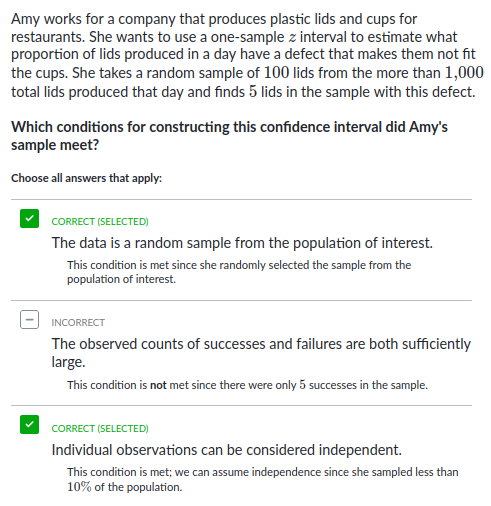 Amy works for a company that produces plastic lids and cups for
restaurants. She wants to use a one-sample z interval to estimate what
proportion of lids produced in a day have a defect that makes them not fit
the cups. She takes a random sample of 100 lids from the more than 1,000
total lids produced that day and finds 5 lids in the sample with this defect.
Which conditions for constructing this confidence interval did Amy's
sample meet?
Choose all answers that apply:
CORRECT (SELECTED)
The data is a random sample from the population of interest.
This condition is met since she randomly selected the sample from the
population of interest.
INCORRECT
The observed counts of successes and failures are both sufficiently
large.
This condition is not met since there were only 5 successes in the sample.
CORRECT (SELECTED)
Individual observations can be considered independent.
This condition is met; we can assume independence since she sampled less than
10% of the population.